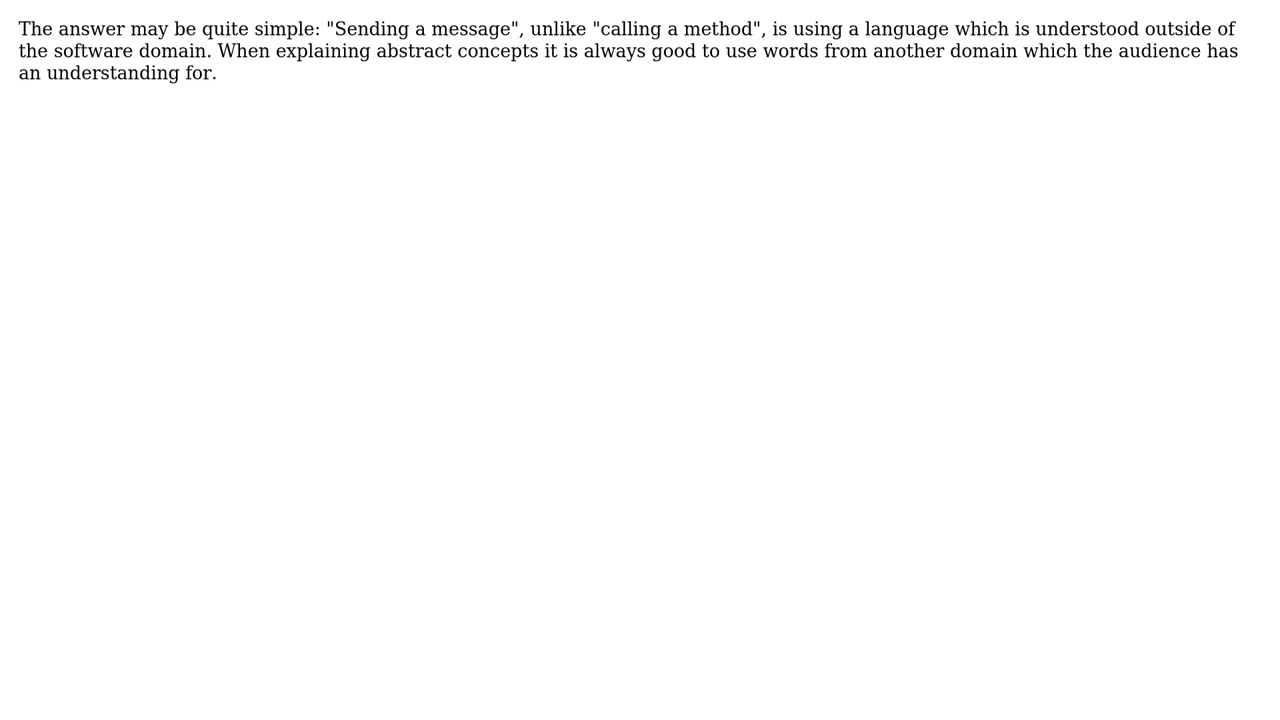 The answer may be quite simple: "Sending a message", unlike "calling a method", is using a language which is understood outside of
the software domain. When explaining abstract concepts it is always good to use words from another domain which the audience has
an understanding for.